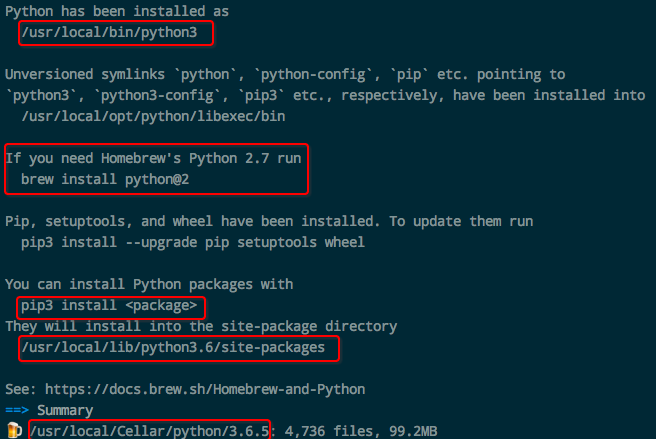 Python has been installed as
/usr/local/bin/python3
Unversioned symlinks `python`, `python-config`, `pip` etc. pointing to
`python3`, `python3-config`, `pip3` etc., respectively, have been installed into
/usr/local/opt/python/libexec/bin
If you need Homebrew's Python 2.7 run
brew install python@2
Pip, setuptools, and wheel have been installed. To update them run
pip3 install --upgrade pip setuptools wheel
You can install Python packages with
pip3 install <package>
They will install into the site-package directory
/usr/local/lib/python3.6/site-packages
See: https://docs.brew.sh/Homebrew-and-Python
==> Summary
🍺 /usr/local/Cellar/python/3.6.5: 4,736 files, 99.2MB